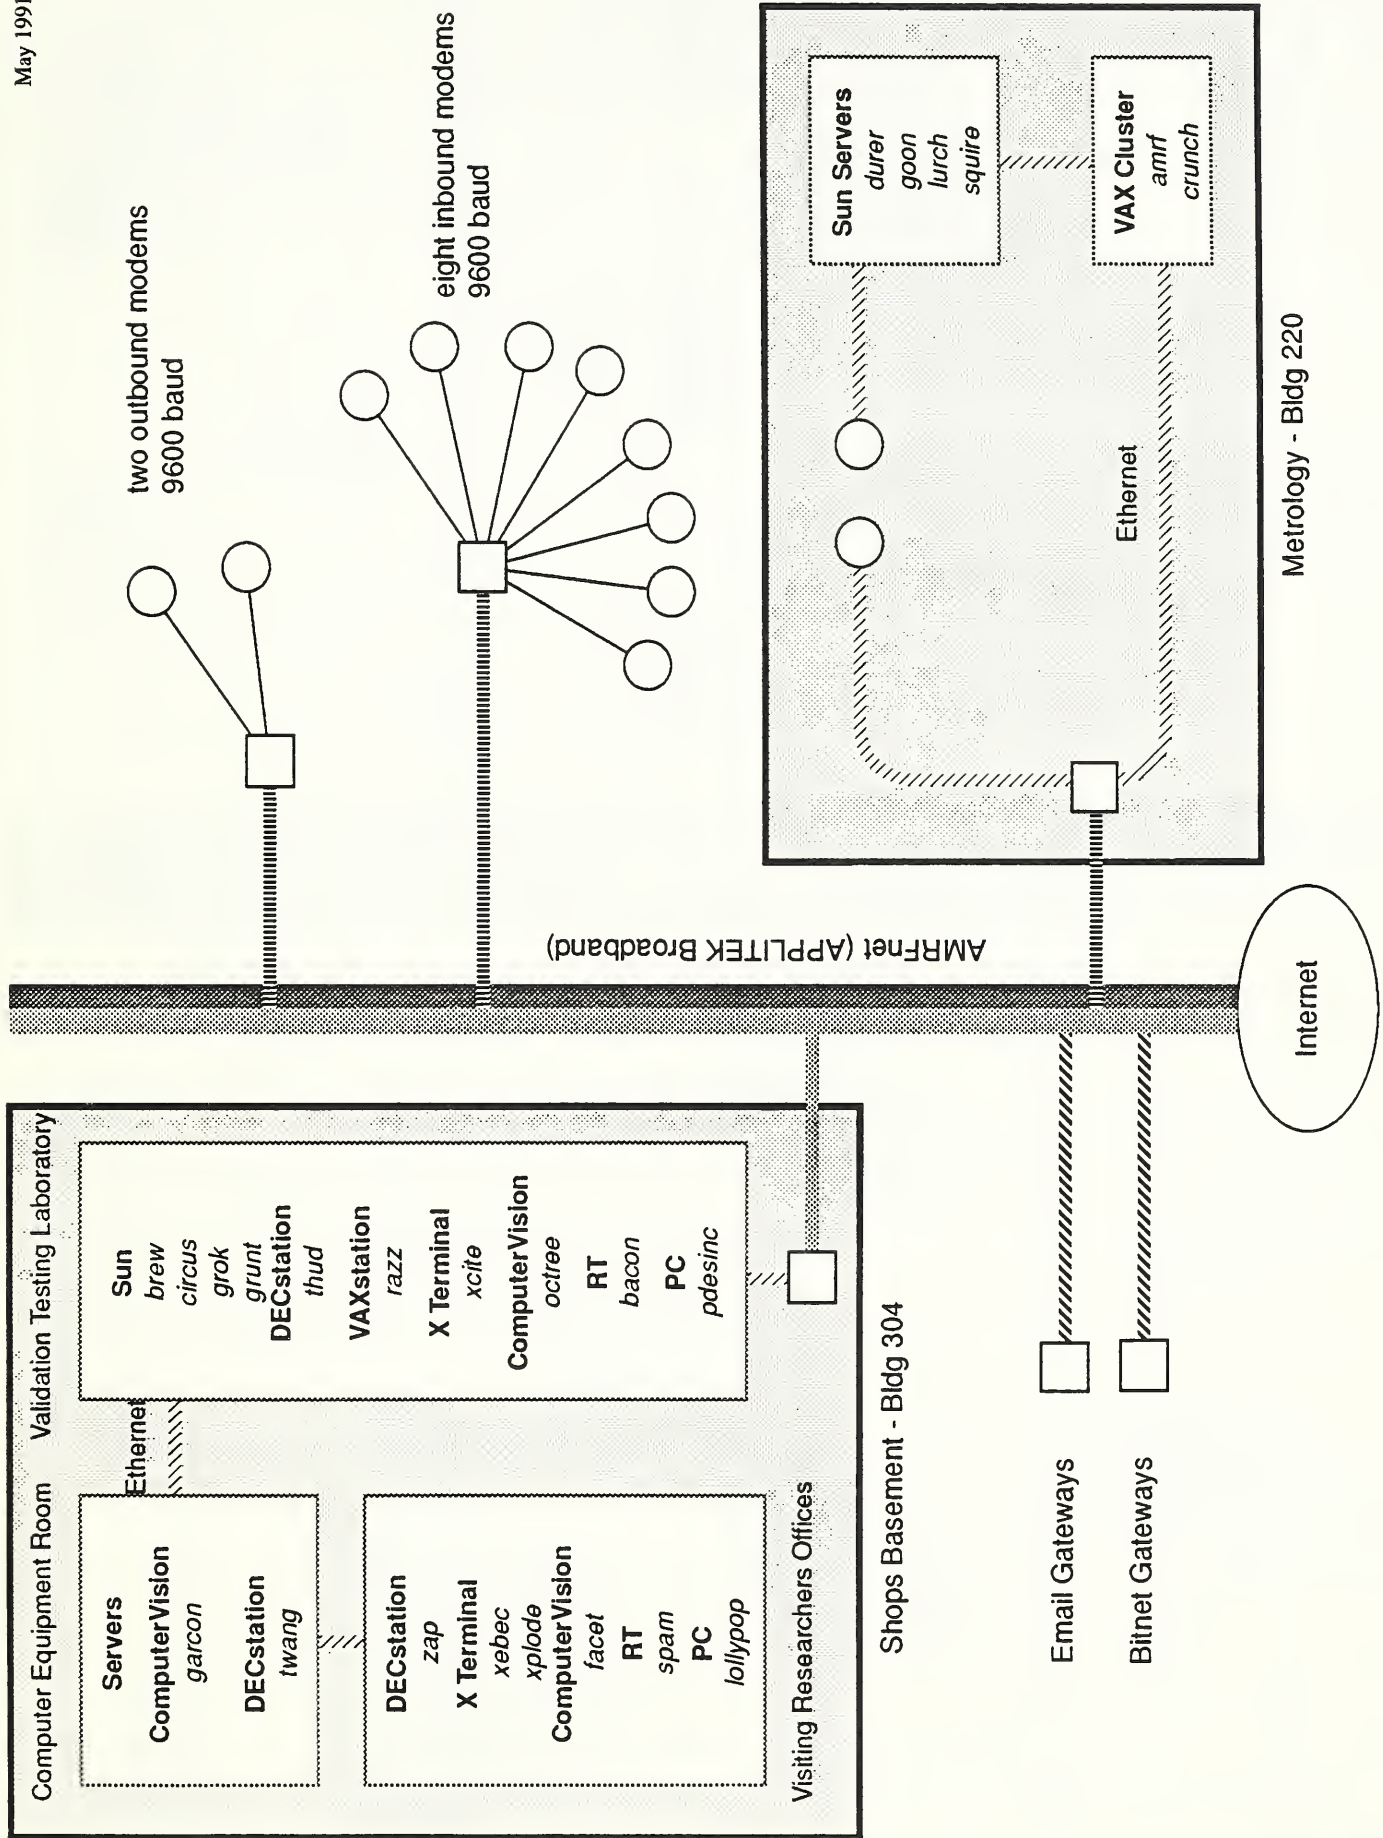 May 1991
Computer Equipment Room
Validation Testing Laboratory
Servers
ComputerVision
garcon
DECstation
twang
Ethernet
Sun
brew
circus
grok
grunt
DECstation
thud
VAXstation
razz
X Terminal
xcite
ComputerVision
octree
RT
bacon
PC
pdesinc
DECstation
zap
X Terminal
xebec
xplode
ComputerVision
facet
RT
spam
PC
lollypop
Visiting Researchers Offices
Shops Basement - Bldg 304
Email Gateways
Bitnet Gateways
Internet
AMRFnet (APPLITEK Broadband)
two outbound modems
9600 baud
eight inbound modems
9600 baud
Sun Servers
durer
goon
lurch
squire
VAX Cluster
amrf
crunch
Ethernet
Metrology - Bldg 220